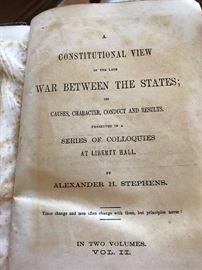 A
CONSTITUTIONAL VIEW
OF THE LATE
WAR BETWEEN THE STATES;
ITS
CAUSES, CHARACTER, CONDUCT AND RESULTS.
PRESENTED IN A
SERIES OF COLLOQUIES
AT LIBERTY HALL.
BY
ALEXANDER H. STEPHENS.
Times change and men often change with them, but principles never!
IN TWO VOLUMES.
VOL. II.